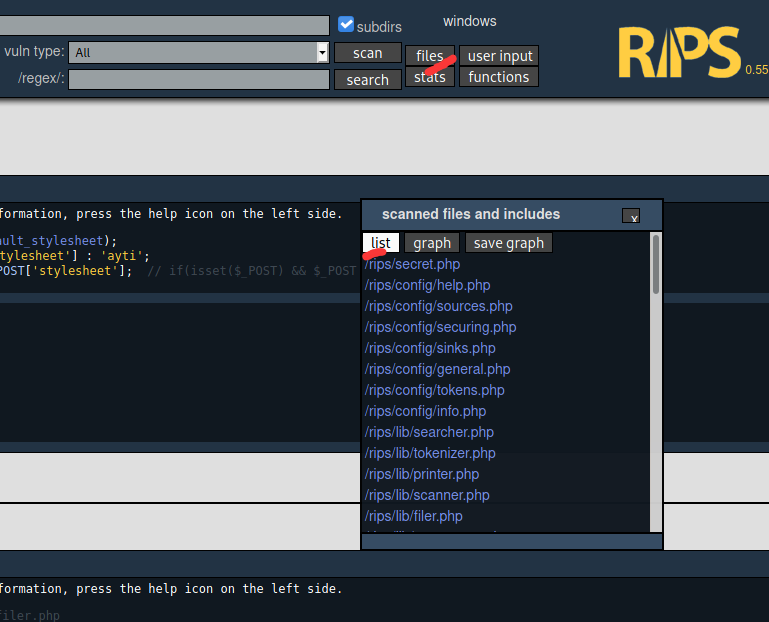 subdirs
windows
vuln type: All scan files user input
/regex/: search stats functions
RIPS 0.55
formation, press the help icon on the left side.
ault_stylesheet);
tylesheet'] : 'ayti';
POST['stylesheet']; // if(isset($_POST) && $_POST
scanned files and includes x
list graph save graph
/rips/secret.php
/rips/config/help.php
/rips/config/sources.php
/rips/config/securing.php
/rips/config/sinks.php
/rips/config/general.php
/rips/config/tokens.php
/rips/config/info.php
/rips/lib/searcher.php
/rips/lib/tokenizer.php
/rips/lib/printer.php
/rips/lib/scanner.php
/rips/lib/filer.php
formation, press the help icon on the left side.
filer.php